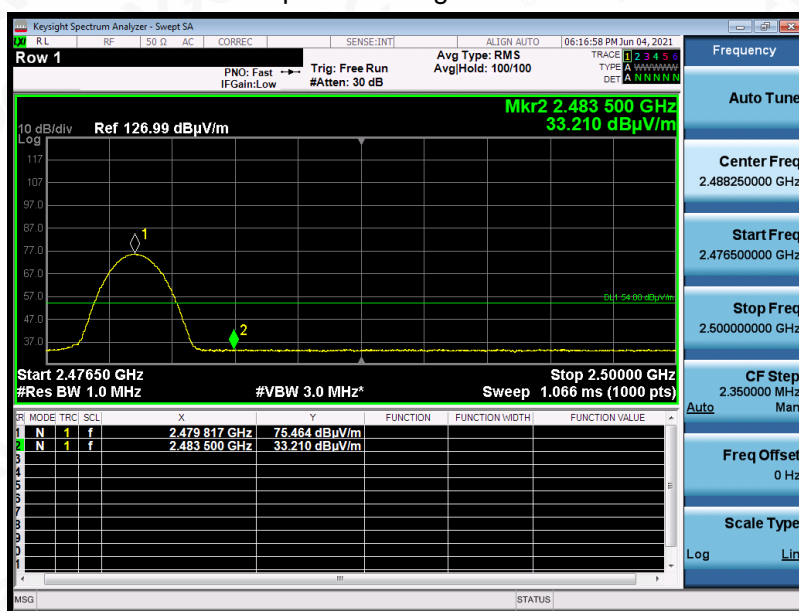 Keysight Spectrum Analyzer - Swept SA
LXI RL RF 50 Ω AC CORREC SENSE:INT ALIGN AUTO 06:16:58 PM Jun 04, 2021
Row 1
PNO: Fast
IFGain:Low
Trig: Free Run
#Atten: 30 dB
Avg Type: RMS
Avg|Hold: 100/100
TRACE 1 2 3 4 5 6
TYPE A WWWWW
DET A N N N N N
Mkr2 2.483 500 GHz
33.210 dBµV/m
10 dB/div Ref 126.99 dBµV/m
Log
117
107
97.0
87.0
77.0
67.0
57.0
47.0
37.0
1
2
DL1 54.00 dBµV/m
Start 2.47650 GHz Stop 2.50000 GHz
#Res BW 1.0 MHz #VBW 3.0 MHz* Sweep 1.066 ms (1000 pts)
MODE TRC SCL X Y FUNCTION FUNCTION WIDTH FUNCTION VALUE
1 N 1 f 2.479 817 GHz 75.464 dBµV/m
2 N 1 f 2.483 500 GHz 33.210 dBµV/m
3
4
5
6
7
8
9
MSG STATUS
Frequency
Auto Tune
Center Freq
2.488250000 GHz
Start Freq
2.476500000 GHz
Stop Freq
2.500000000 GHz
CF Step
2.350000 MHz
Auto Man
Freq Offset
0 Hz
Scale Type
Log Lin